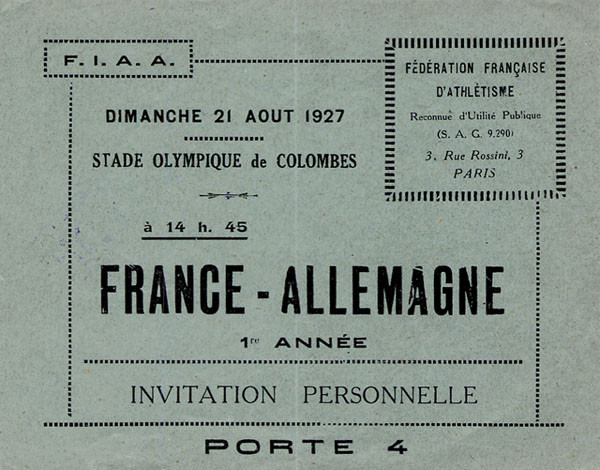 F. I. A. A.
FÉDÉRATION FRANÇAISE
D'ATHLÉTISME
Reconnue d'Utilité Publique
(S. A. G. 9.290)
3, Rue Rossini, 3
PARIS
DIMANCHE 21 AOUT 1927
STADE OLYMPIQUE de COLOMBES
à 14 h. 45
FRANCE - ALLEMAGNE
1re ANNÉE
INVITATION PERSONNELLE
PORTE 4